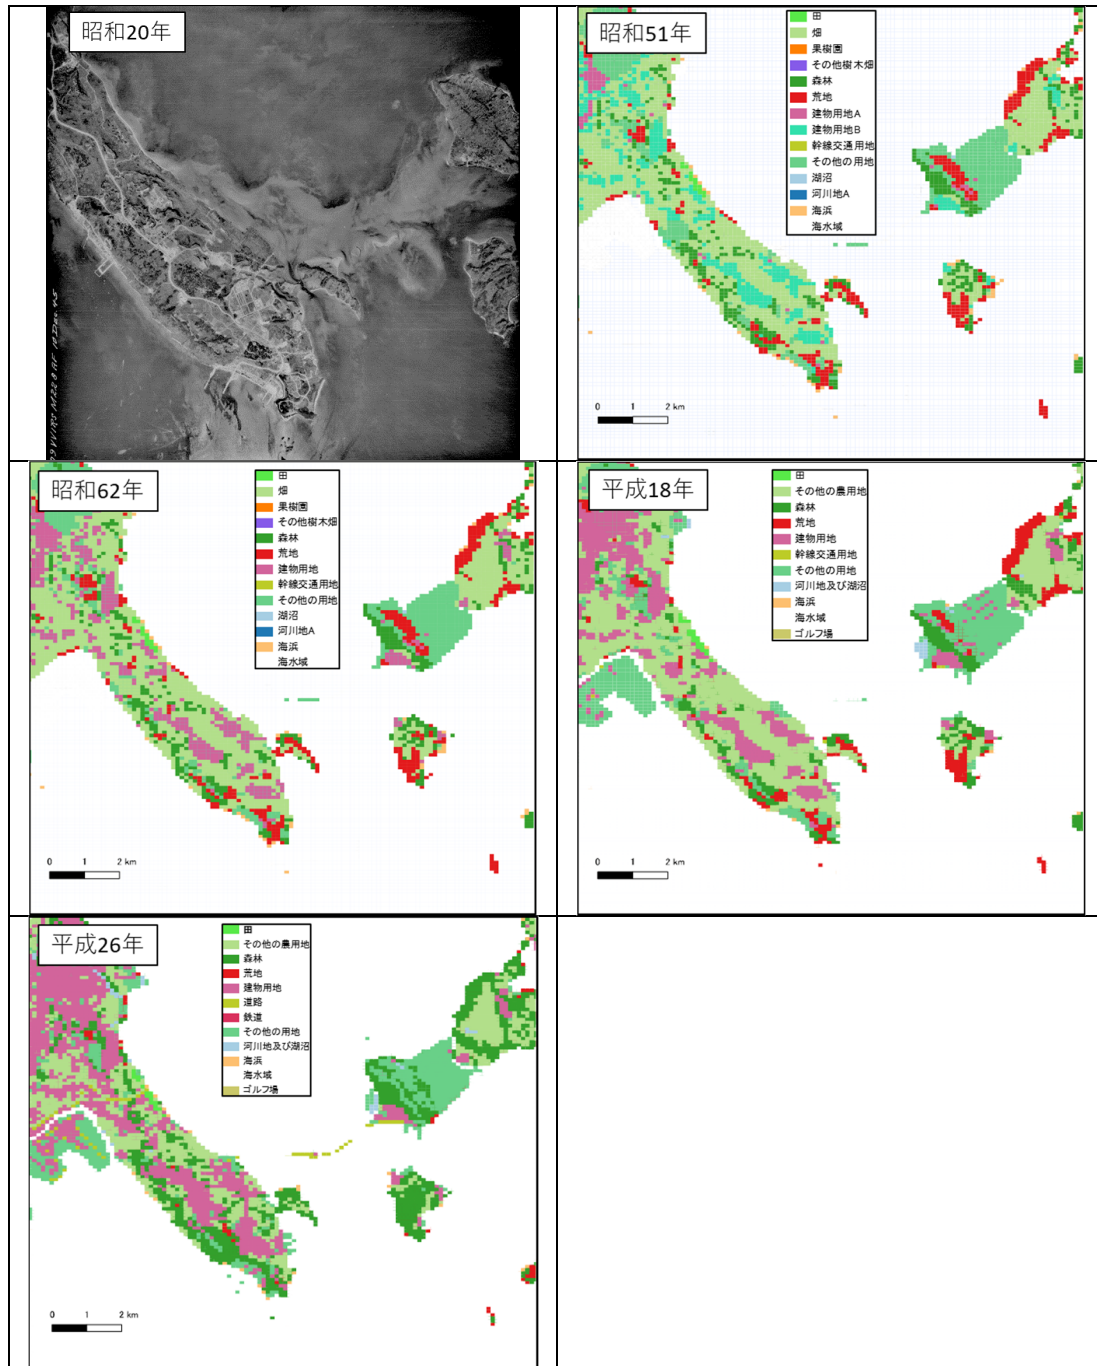 昭和20年
昭和51年
田
畑
果樹園
その他樹木畑
森林
荒地
建物用地A
建物用地B
幹線交通用地
その他の用地
湖沼
河川地A
海浜
海水域
0 1 2 km
昭和62年
田
畑
果樹園
その他樹木畑
森林
荒地
建物用地
幹線交通用地
その他の用地
湖沼
河川地A
海浜
海水域
0 1 2 km
平成18年
田
その他の農用地
森林
荒地
建物用地
幹線交通用地
その他の用地
河川地及び湖沼
海浜
海水域
ゴルフ場
0 1 2 km
平成26年
田
その他の農用地
森林
荒地
建物用地
道路
鉄道
その他の用地
河川地及び湖沼
海浜
海水域
ゴルフ場
0 1 2 km